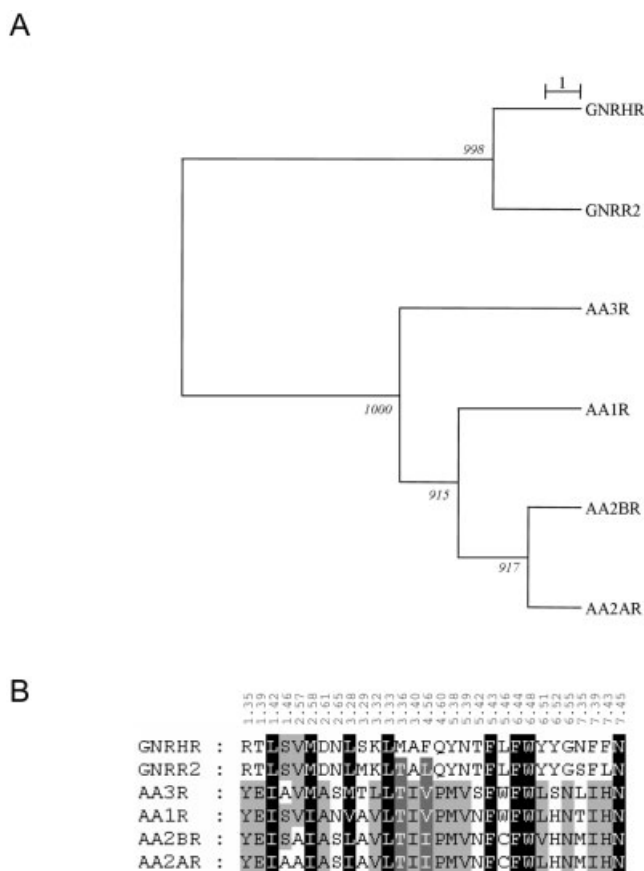 A
1
GNRHR
998
GNRR2
AA3R
1000
AA1R
915
AA2BR
917
AA2AR
B
1.35 1.39 1.42 1.46 2.57 2.58 2.61 2.65 3.28 3.29 3.32 3.33 3.36 3.40 4.56 4.60 5.38 5.39 5.42 5.43 5.46 6.44 6.48 6.51 6.52 6.55 7.35 7.39 7.43 7.45
GNRHR : RTLSVMDNLSKLMAFQYNTFLFWYYGNFFN
GNRR2 : RTLSVMDNLMKLTALQYNTFLFWYYGSFLN
AA3R : YEIAVMASMTLLTIVPMVSFWFWLSNLIHN
AA1R : YEISVIANVAVLTIVPMVNFCFWLHNTIHN
AA2BR : YEISAIASLAVLTIIPMVNFCFWVHNMIHN
AA2AR : YEIAAIASIAVLTIIPMVNFCFWLHNMIHN